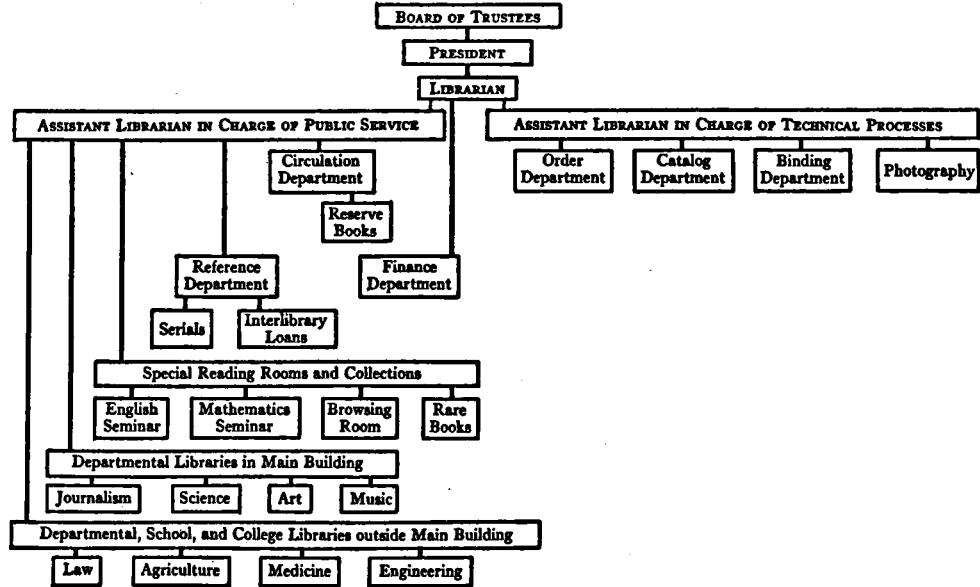 BOARD OF TRUSTEES
PRESIDENT
LIBRARIAN
ASSISTANT LIBRARIAN IN CHARGE OF PUBLIC SERVICE
ASSISTANT LIBRARIAN IN CHARGE OF TECHNICAL PROCESSES
Circulation
Department
Order
Department
Catalog
Department
Binding
Department
Photography
Reserve
Books
Reference
Department
Finance
Department
Serials
Interlibrary
Loans
Special Reading Rooms and Collections
English
Seminar
Mathematics
Seminar
Browsing
Room
Rare
Books
Departmental Libraries in Main Building
Journalism
Science
Art
Music
Departmental, School, and College Libraries outside Main Building
Law
Agriculture
Medicine
Engineering